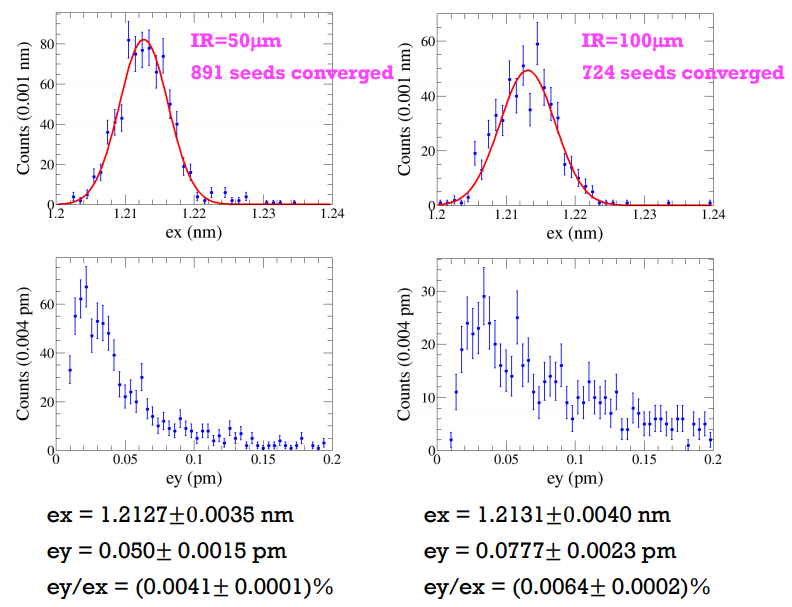 IR=50μm
891 seeds converged
Counts (0.001 nm)
80
60
40
20
0
1.2 1.21 1.22 1.23 1.24
ex (nm)
IR=100μm
724 seeds converged
Counts (0.001 nm)
60
40
20
0
1.2 1.21 1.22 1.23 1.24
ex (nm)
Counts (0.004 pm)
60
40
20
0
0 0.05 0.1 0.15 0.2
ey (pm)
Counts (0.004 pm)
30
20
10
0
0 0.05 0.1 0.15 0.2
ey (pm)
ex = 1.2127±0.0035 nm
ey = 0.050± 0.0015 pm
ey/ex = (0.0041± 0.0001)%
ex = 1.2131±0.0040 nm
ey = 0.0777± 0.0023 pm
ey/ex = (0.0064± 0.0002)%